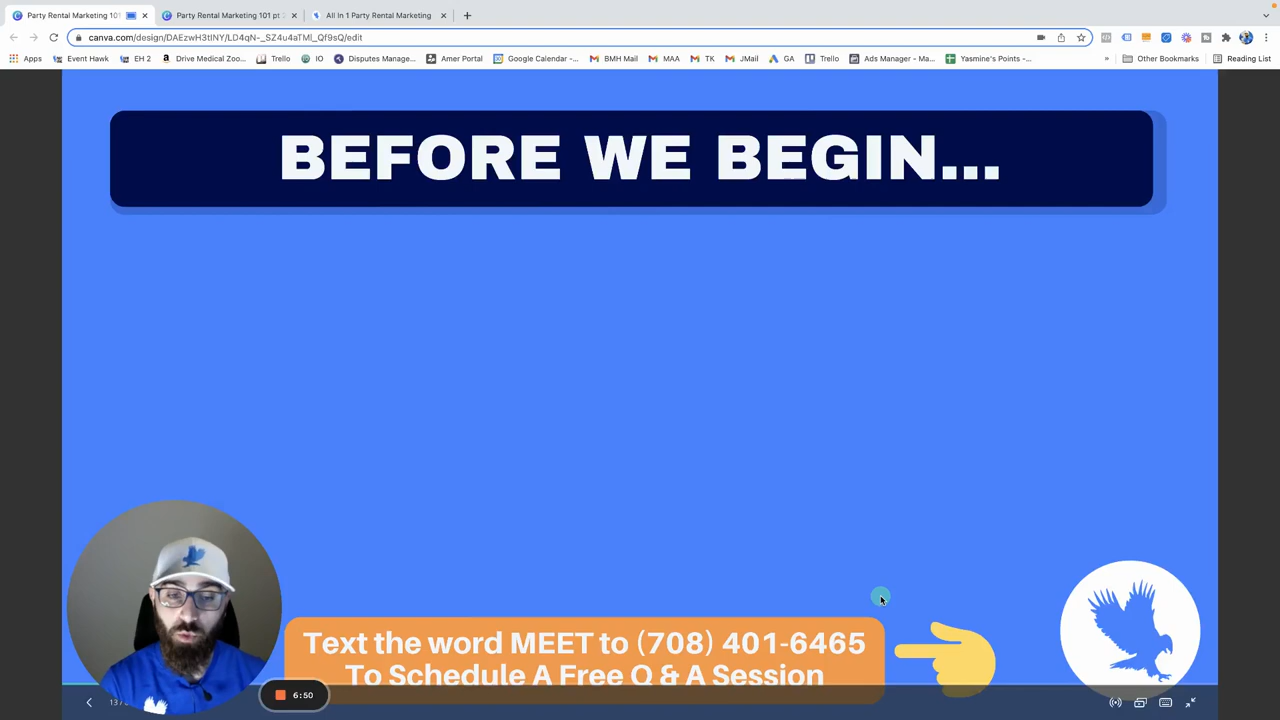 Party Rental Marketing 101
Party Rental Marketing 101 pt
All In 1 Party Rental Marketing
canva.com/design/DAEzwH3tINY/LD4qN-_SZ4u4aTMl_Qf9sQ/edit
Apps
Event Hawk
EH 2
Drive Medical Zoo...
Trello
IO
Disputes Manage...
Amer Portal
Google Calendar -...
BMH Mail
MAA
TK
JMail
GA
Trello
Ads Manager - Ma...
Yasmine's Points -...
»
Other Bookmarks
Reading List
BEFORE WE BEGIN...
Text the word MEET to (708) 401-6465
To Schedule A Free Q & A Session
6:50
13 /